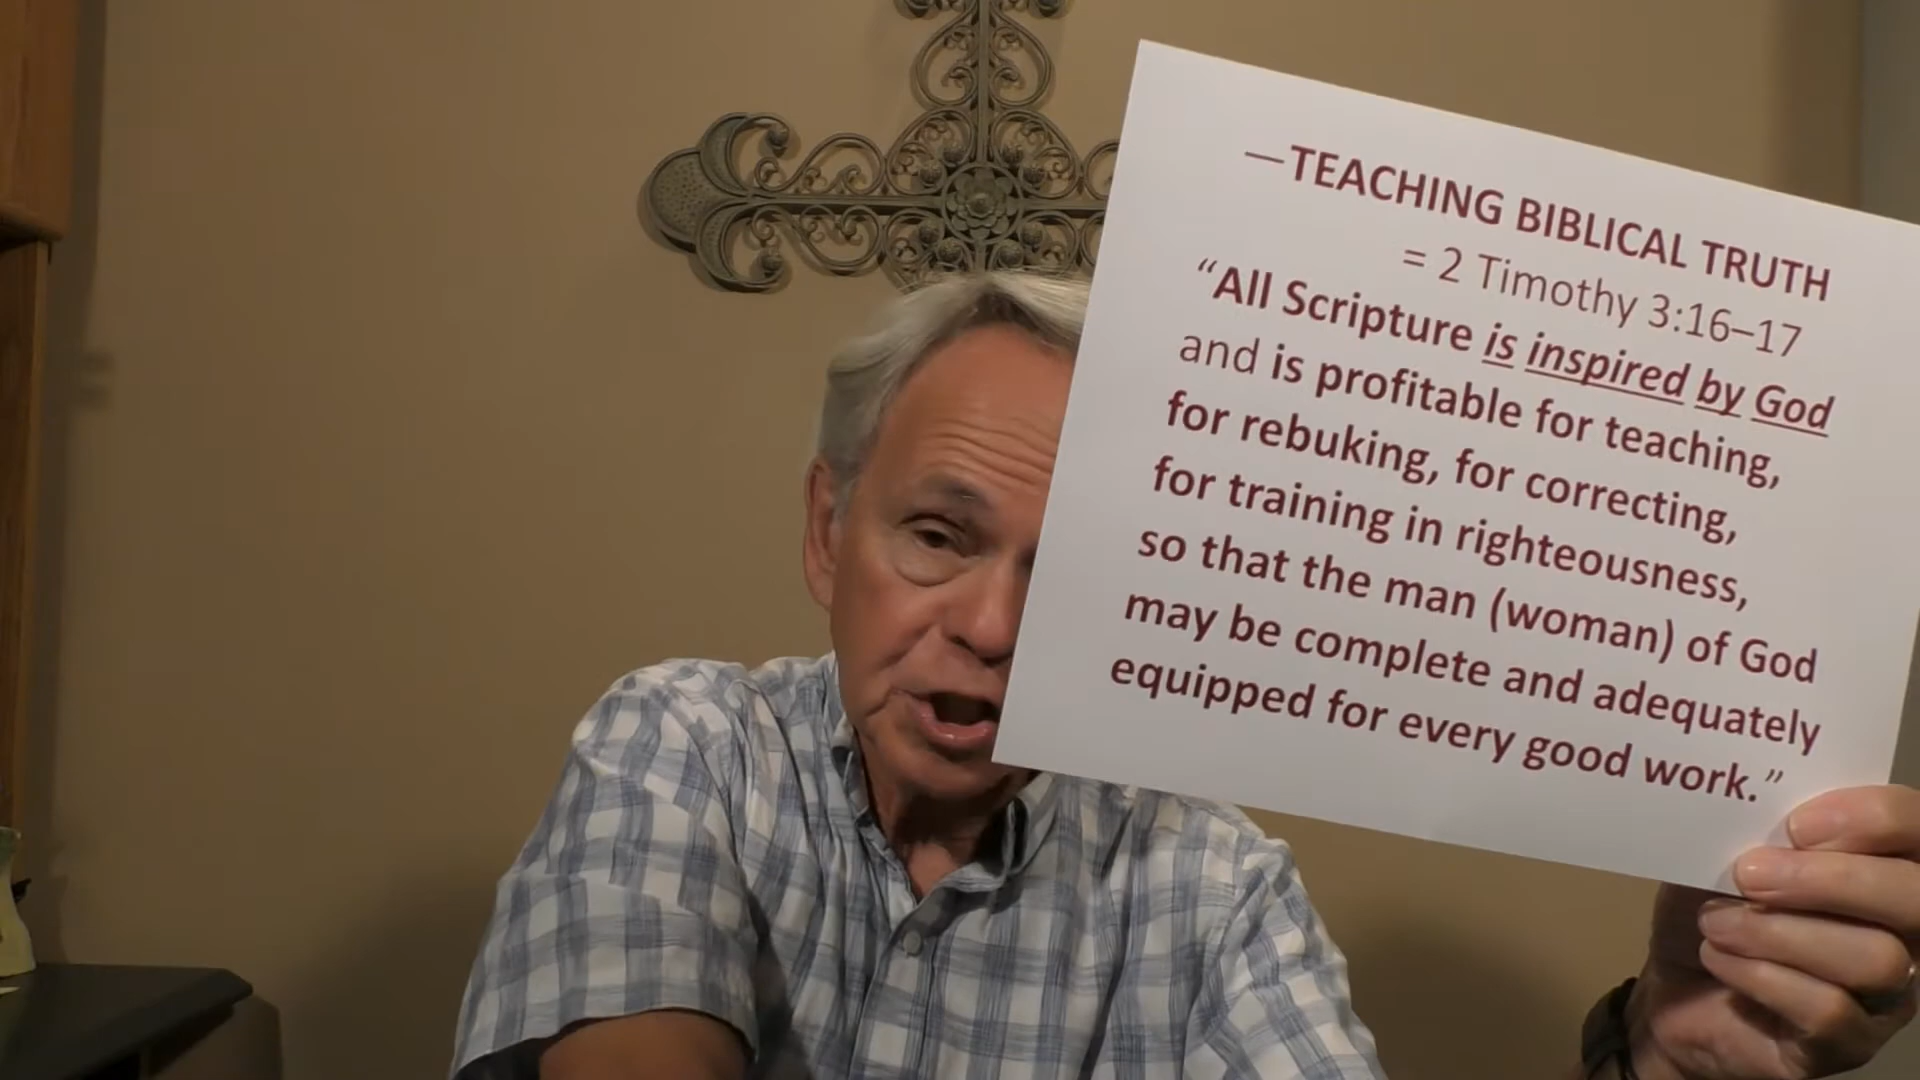 —TEACHING BIBLICAL TRUTH
= 2 Timothy 3:16–17
“All Scripture is inspired by God
and is profitable for teaching,
for rebuking, for correcting,
for training in righteousness,
so that the man (woman) of God
may be complete and adequately
equipped for every good work.”